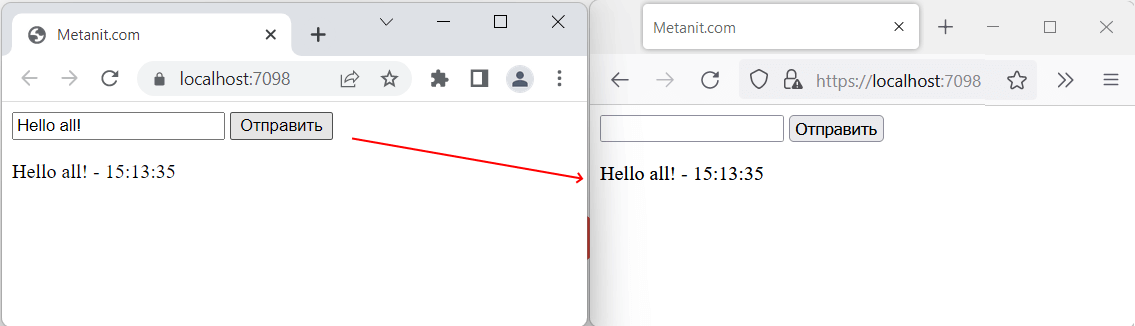 Metanit.com
localhost:7098
Hello all! Отправить
Hello all! - 15:13:35
Metanit.com
https://localhost:7098
Отправить
Hello all! - 15:13:35